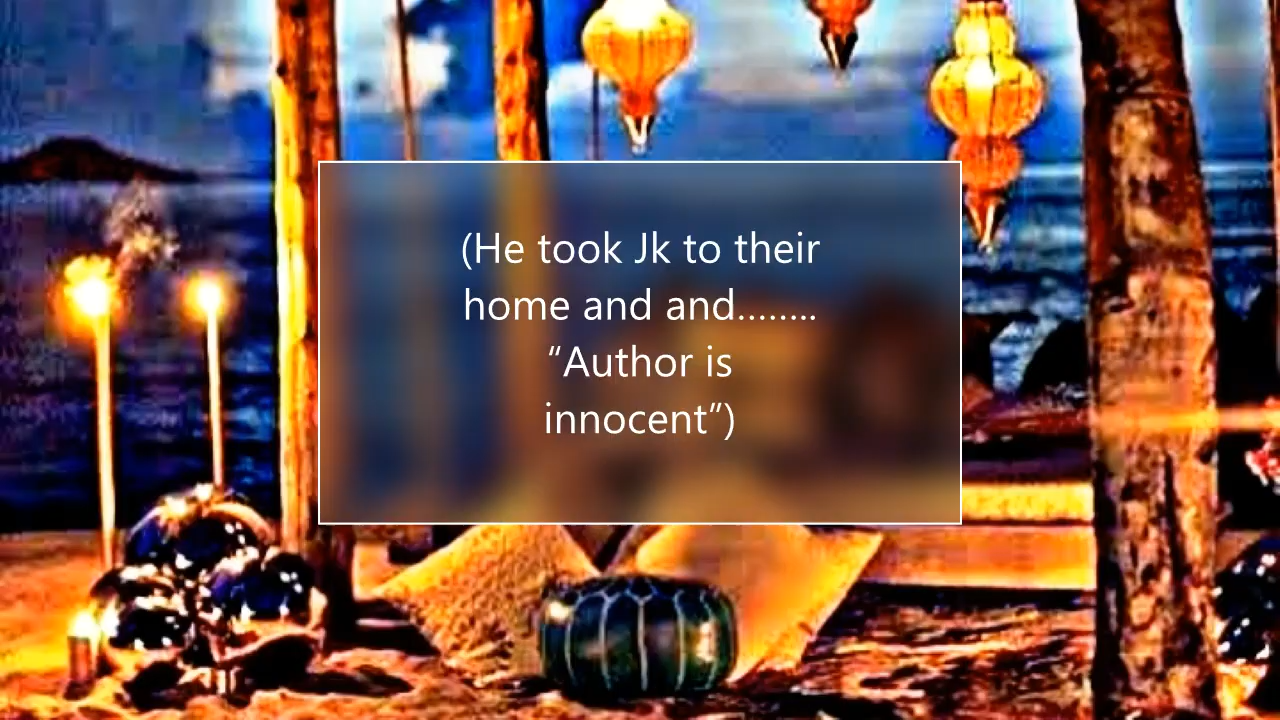 (He took Jk to their
home and and........
“Author is
innocent”)